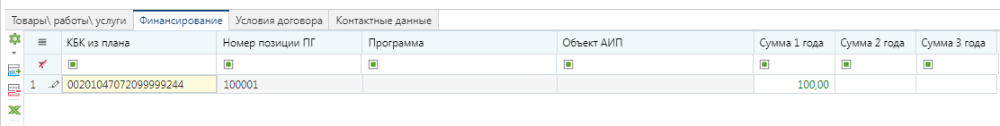 Товары\ работы\ услуги Финансирование Условия договора Контактные данные
КБК из плана Номер позиции ПГ Программа Объект АИП Сумма 1 года Сумма 2 года Сумма 3 года
1 00201047072099999244 100001 100,00